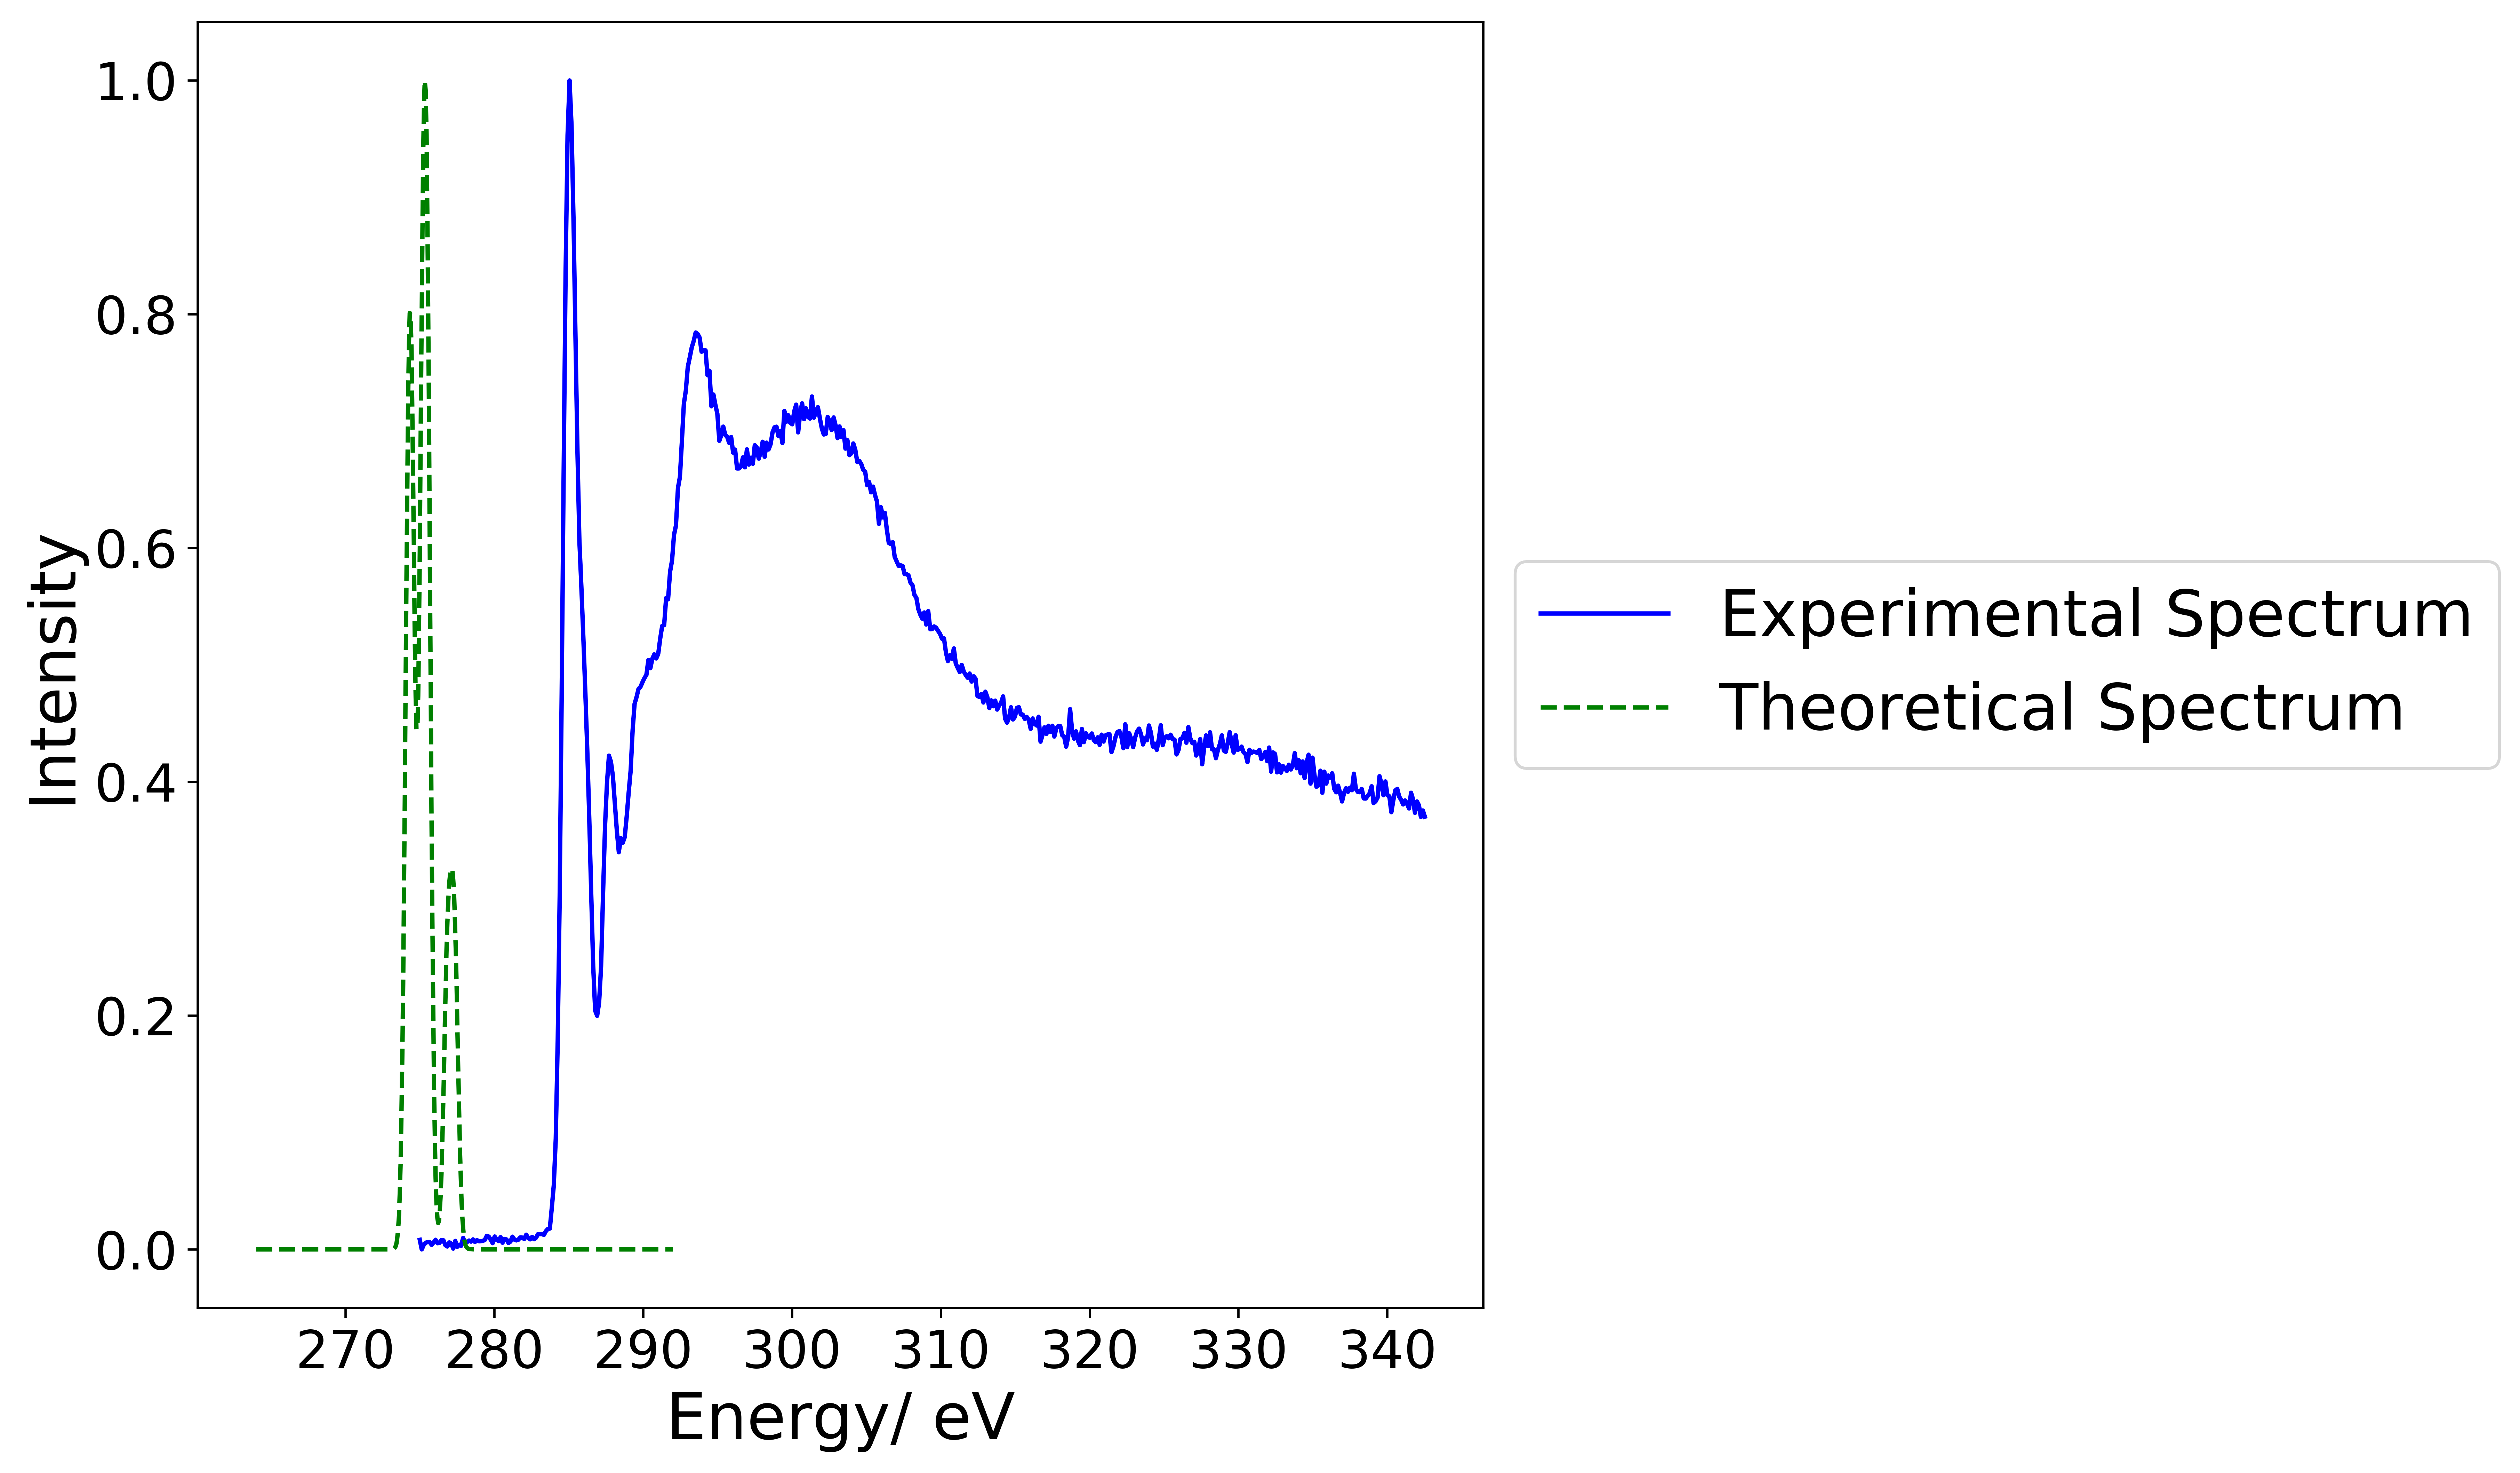 1.0
0.8
0.6
0.4
0.2
0.0
Intensity
270 280 290 300 310 320 330 340
Energy/ eV
Experimental Spectrum
Theoretical Spectrum